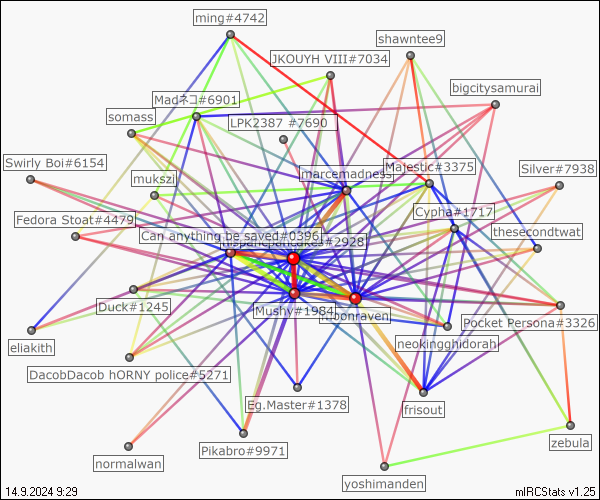 ming#4742
shawntee9
JKOUYH VIII#7034
bigcitysamurai
Madネコ#6901
somass
LPK2387 #7690
Swirly Boi#6154
mukszi
marcemadness
Majestic#3375
Silver#7938
Fedora Stoat#4479
Cypha#1717
thesecondtwat
Can anything be saved#0396
#2928
Duck#1245
Mushy#1984
moonraven
Pocket Persona#3326
eliakith
neokingghidorah
DacobDacob hORNY police#5271
Eg.Master#1378
frisout
Pikabro#9971
zebula
normalwan
yoshimanden
14.9.2024 9:29
mIRCStats v1.25